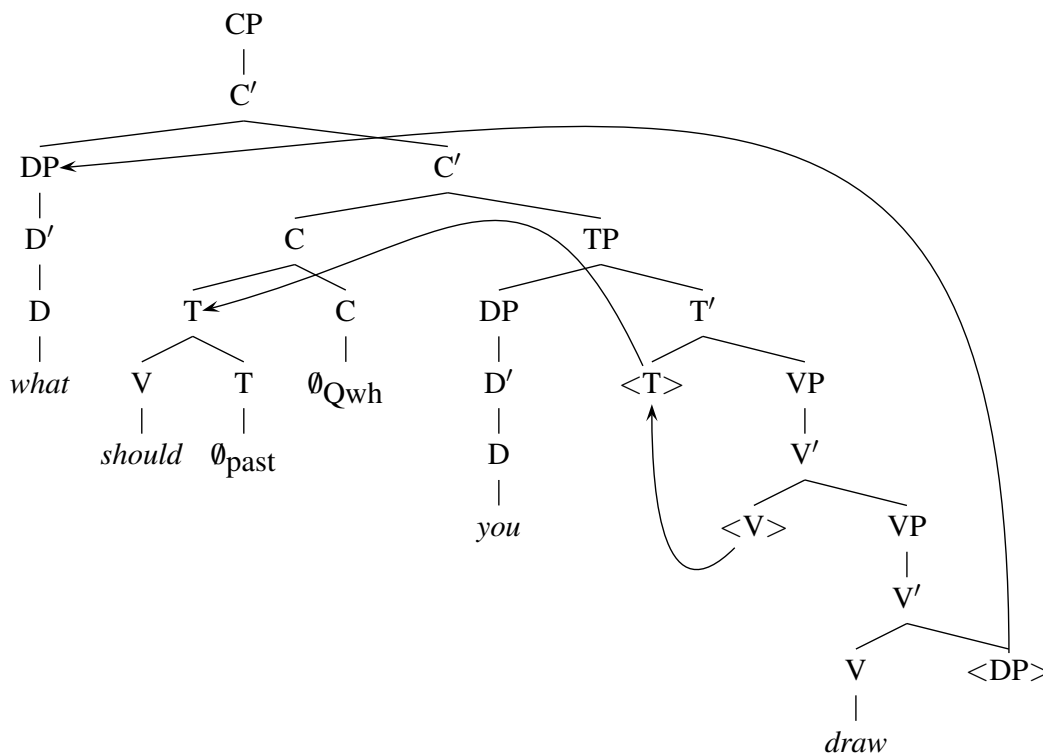 CP
C′
DP C′
D′ C TP
D T C DP T′
what V T ∅Qwh D′ <T> VP
should ∅past D V′
you <V> VP
V′
V <DP>
draw